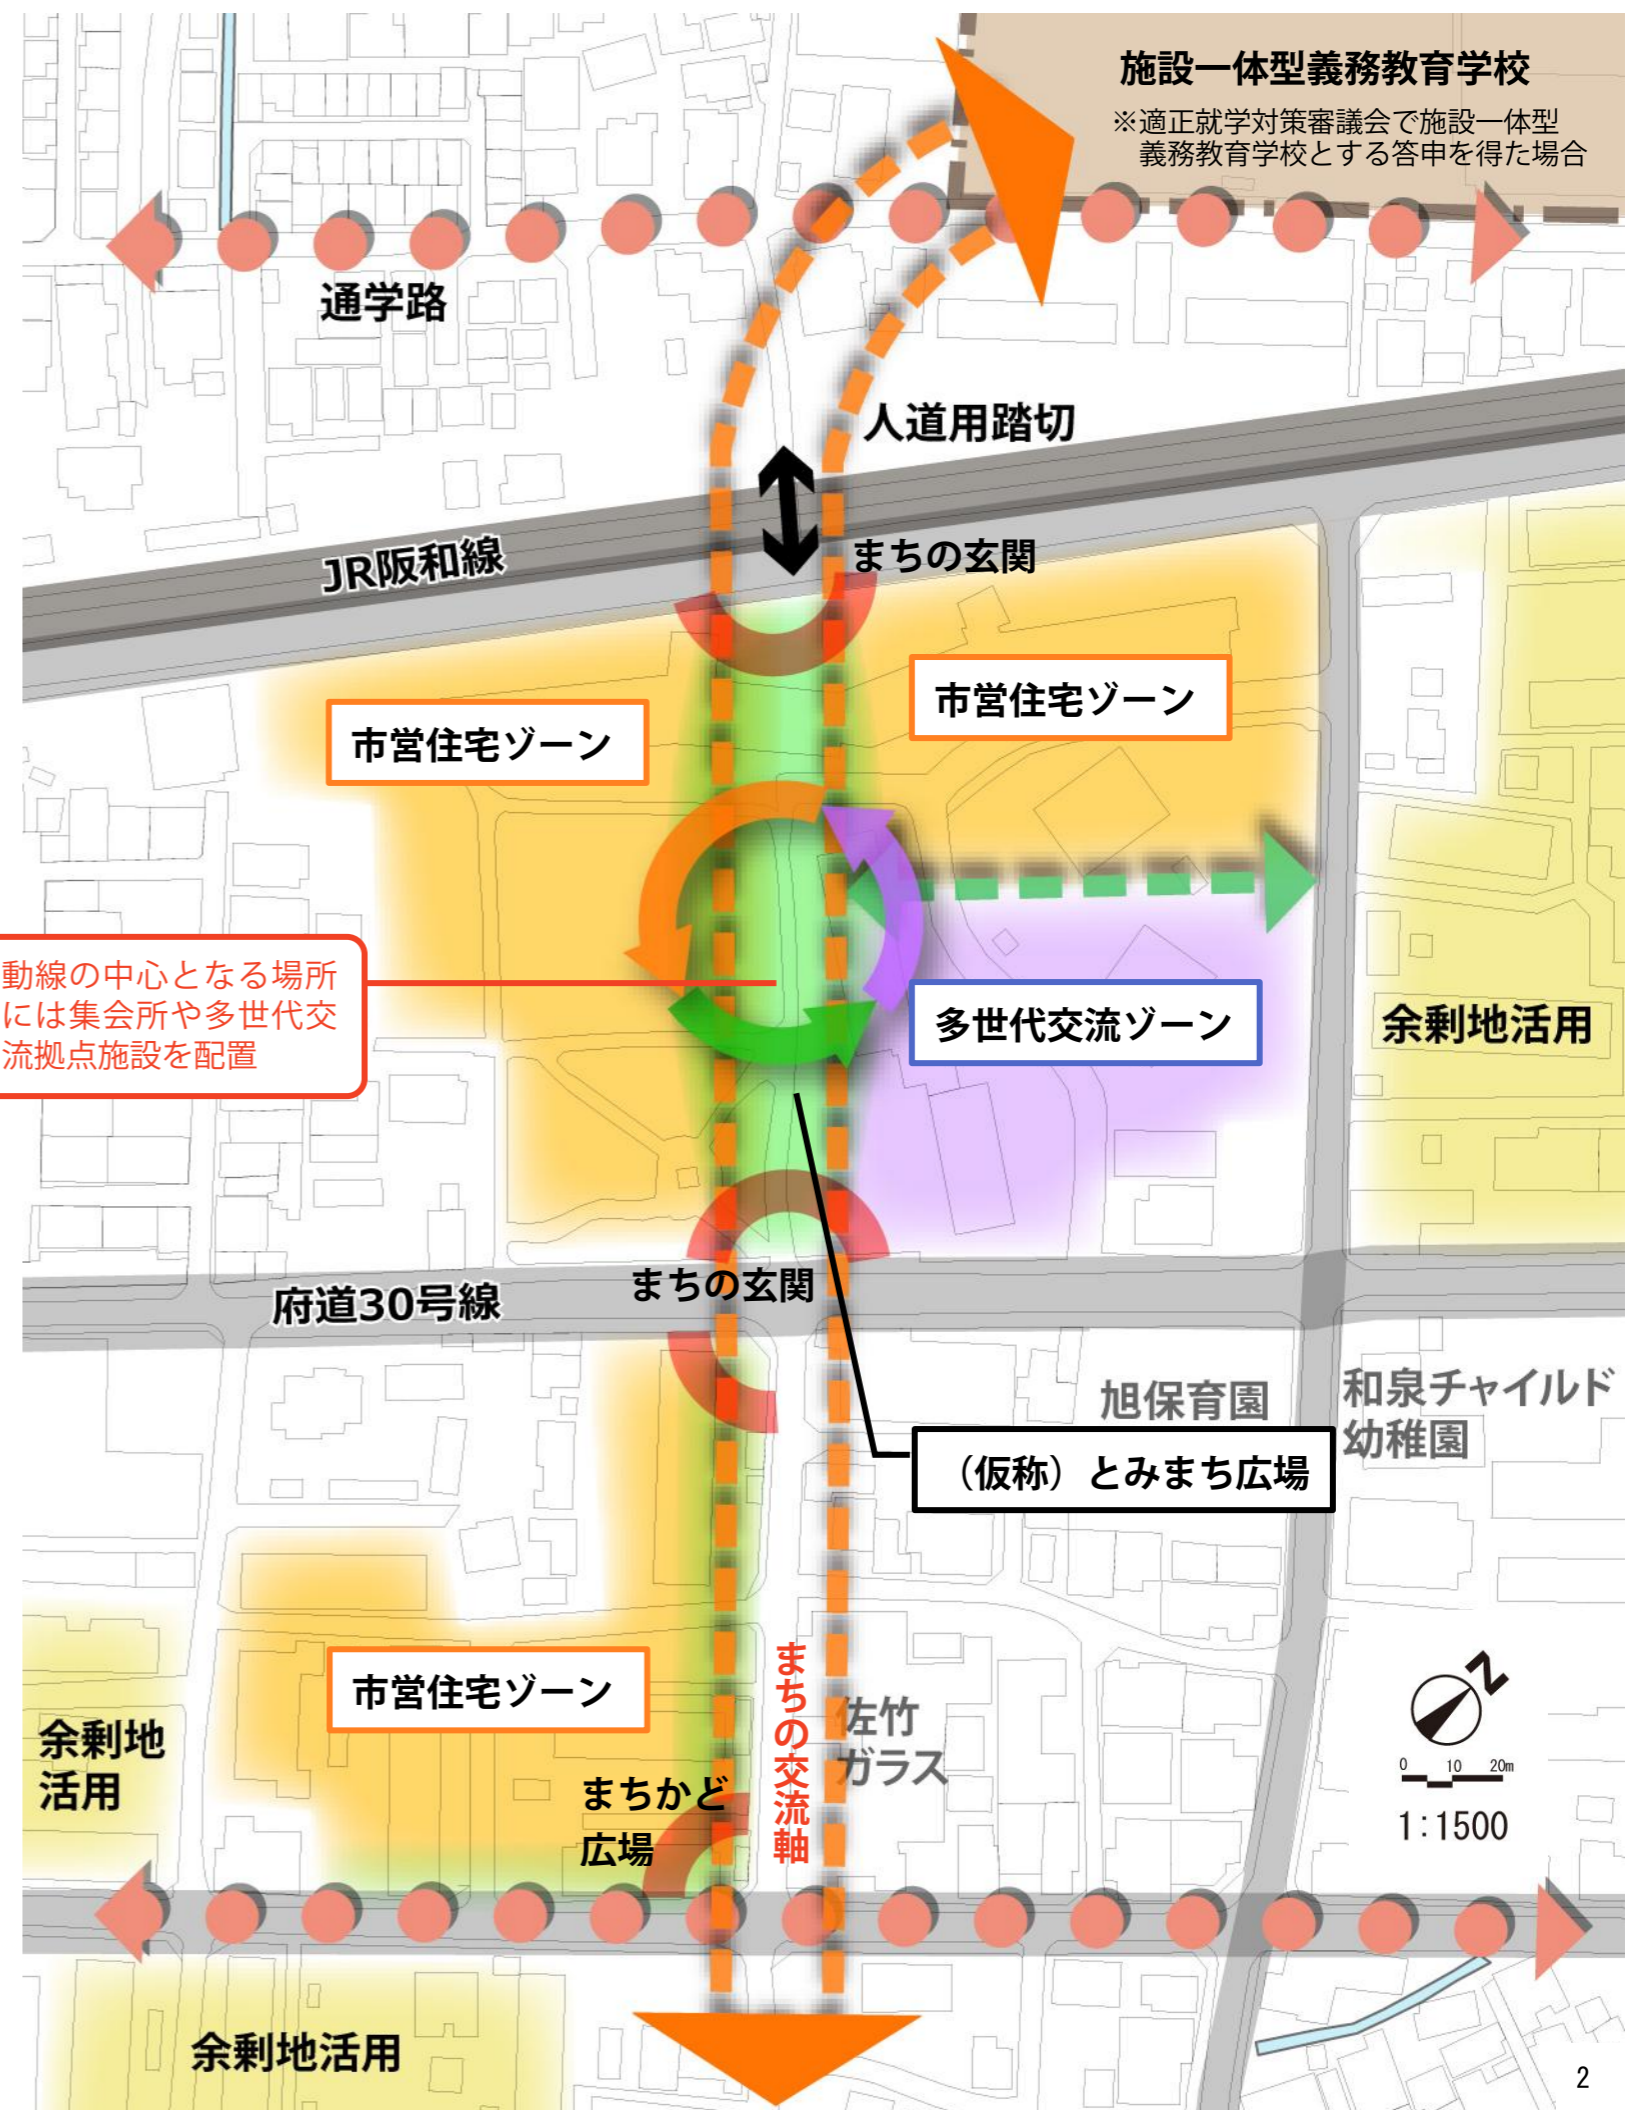 施設一体型義務教育学校
※適正就学対策審議会で施設一体型
義務教育学校とする答申を得た場合
通学路
人道用踏切
JR阪和線
まちの玄関
市営住宅ゾーン
市営住宅ゾーン
動線の中心となる場所
には集会所や多世代交
流拠点施設を配置
多世代交流ゾーン
余剰地活用
まちの玄関
府道30号線
旭保育園
和泉チャイルド
幼稚園
（仮称）とみまち広場
市営住宅ゾーン
まちの交流軸
佐竹
ガラス
余剰地
活用
まちかど
広場
N
0 10 20m
1:1500
余剰地活用
2